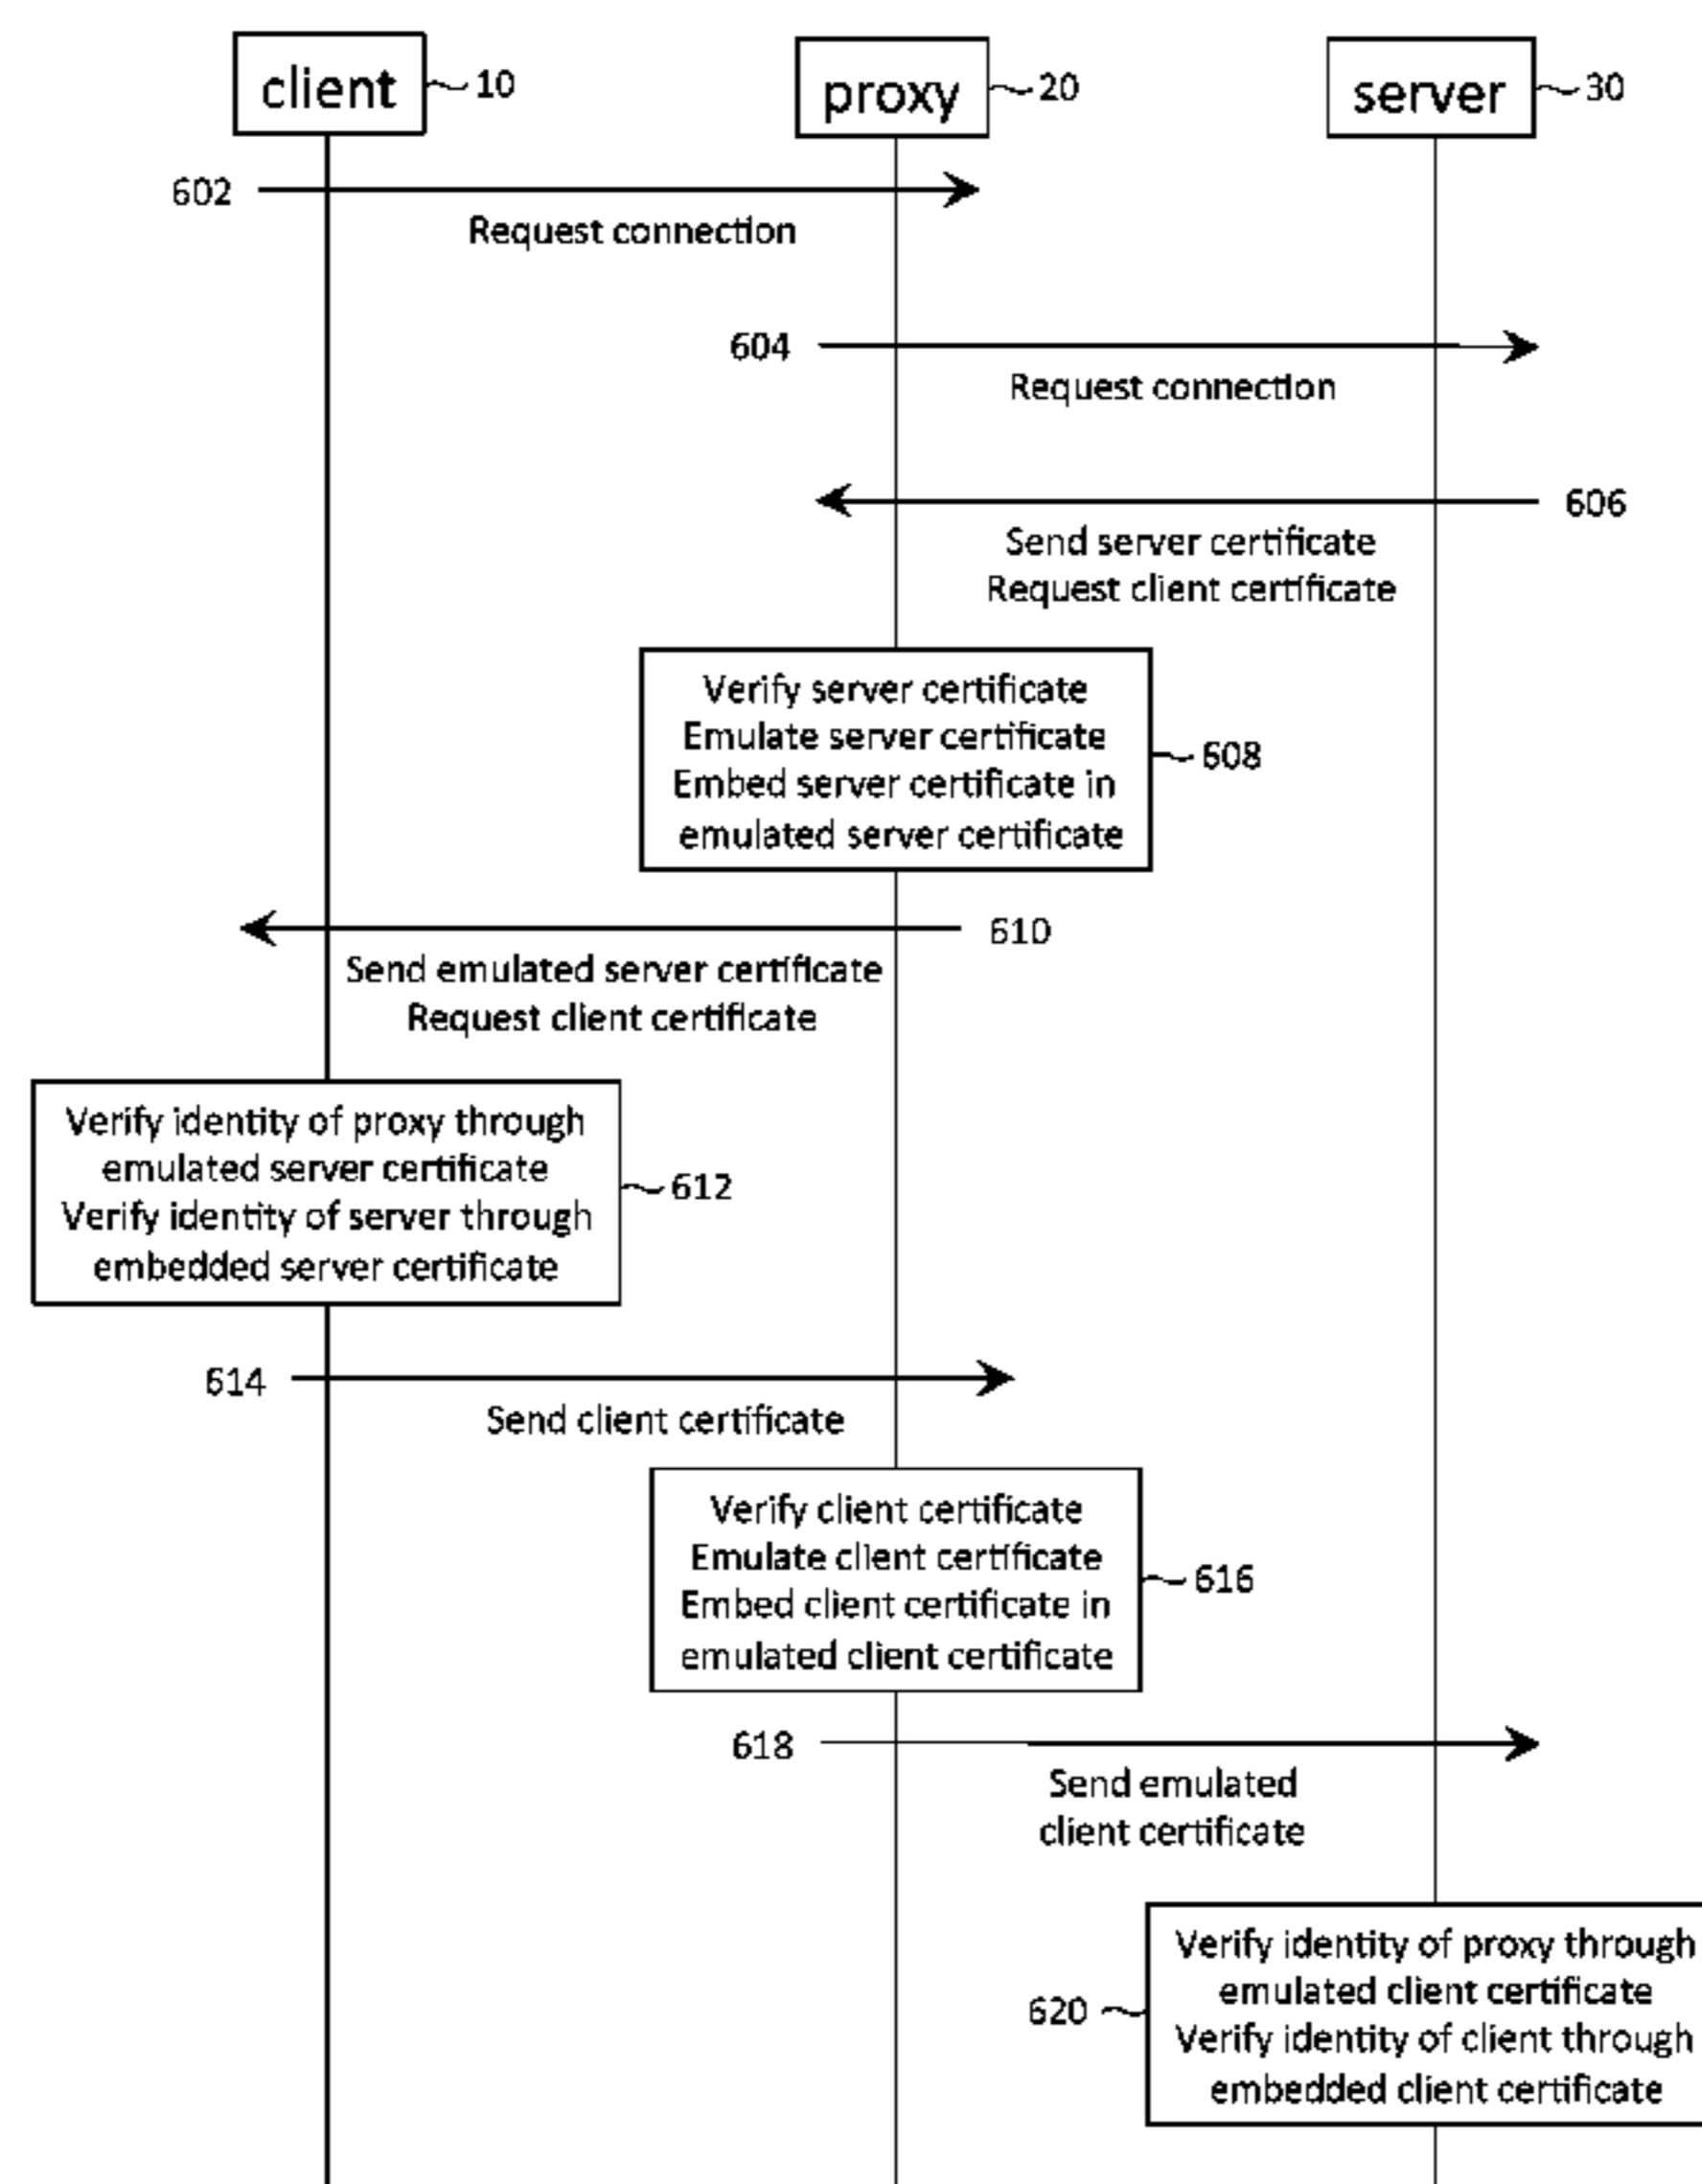 client
10
proxy
20
server
30
602
Request connection
604
Request connection
606
Send server certificate
Request client certificate
Verify server certificate
Emulate server certificate
Embed server certificate in
emulated server certificate
608
610
Send emulated server certificate
Request client certificate
Verify identity of proxy through
emulated server certificate
Verify identity of server through
embedded server certificate
612
614
Send client certificate
Verify client certificate
Emulate client certificate
Embed client certificate in
emulated client certificate
616
618
Send emulated
client certificate
Verify identity of proxy through
emulated client certificate
Verify identity of client through
embedded client certificate
620